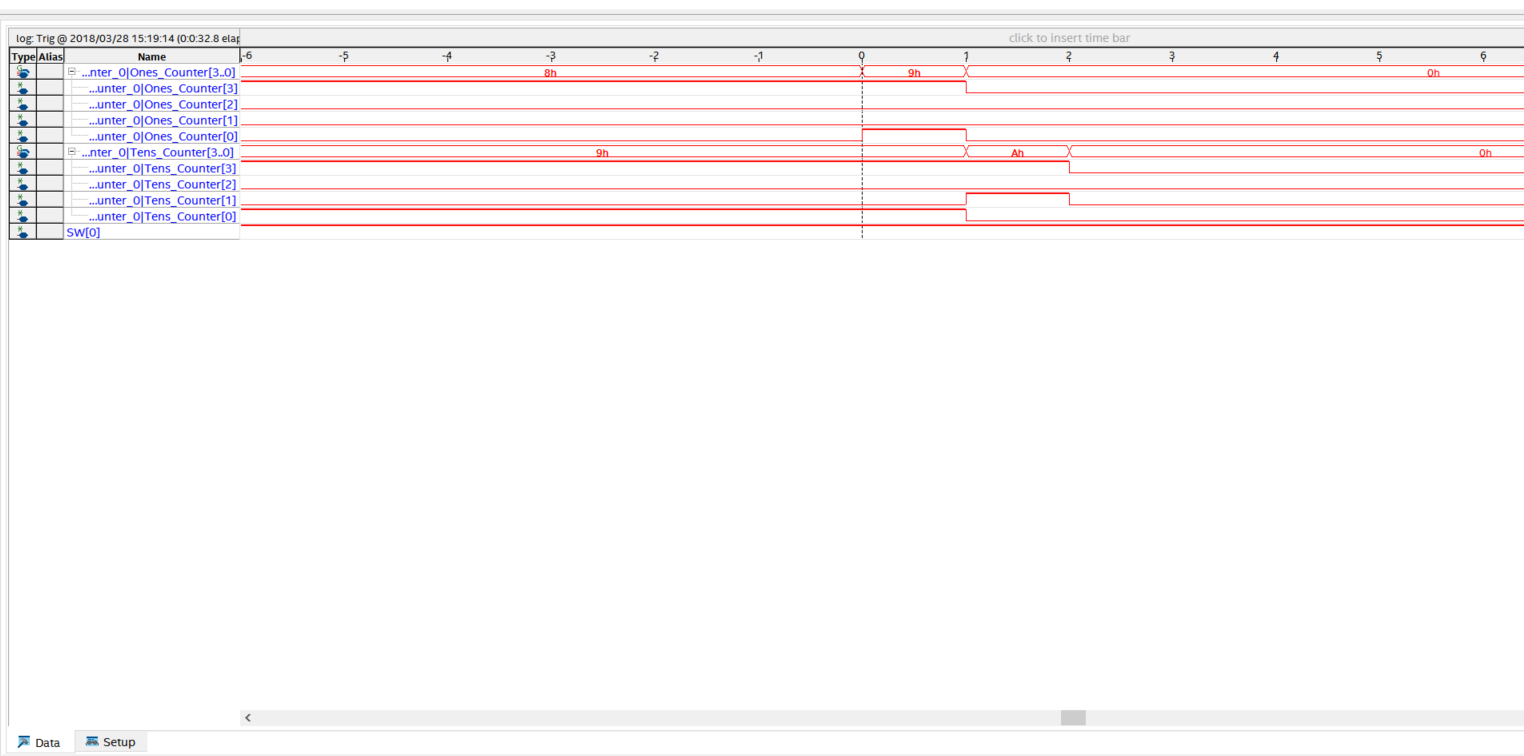 log: Trig @ 2018/03/28 15:19:14 (0:0:32.8 elap click to insert time bar
Type Alias Name -6 -5 -4 -3 -2 -1 0 1 2 3 4 5 6
...nter_0|Ones_Counter[3..0] 8h 9h 0h
...unter_0|Ones_Counter[3]
...unter_0|Ones_Counter[2]
...unter_0|Ones_Counter[1]
...unter_0|Ones_Counter[0]
...nter_0|Tens_Counter[3..0] 9h Ah 0h
...unter_0|Tens_Counter[3]
...unter_0|Tens_Counter[2]
...unter_0|Tens_Counter[1]
...unter_0|Tens_Counter[0]
SW[0]
Data Setup